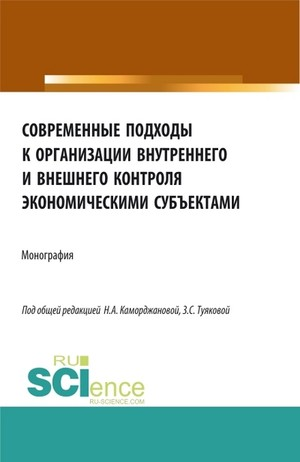 СОВРЕМЕННЫЕ ПОДХОДЫ
К ОРГАНИЗАЦИИ ВНУТРЕННЕГО
И ВНЕШНЕГО КОНТРОЛЯ
ЭКОНОМИЧЕСКИМИ СУБЪЕКТАМИ
Монография
Под общей редакцией Н.А. Каморджановой, З.С. Туяковой
RU
SCIence
RU-SCIENCE.COM